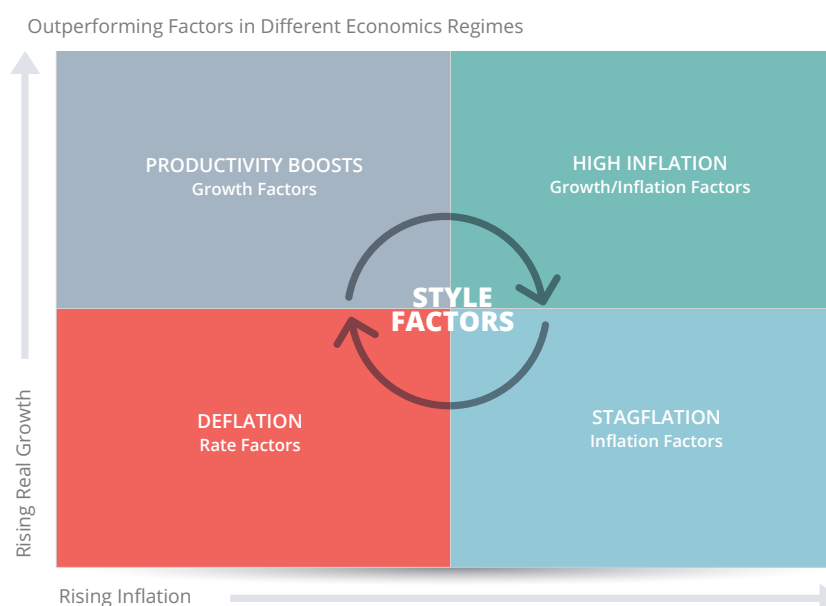 Outperforming Factors in Different Economics Regimes
PRODUCTIVITY BOOSTS
Growth Factors
HIGH INFLATION
Growth/Inflation Factors
STYLE
FACTORS
DEFLATION
Rate Factors
STAGFLATION
Inflation Factors
Rising Real Growth
Rising Inflation